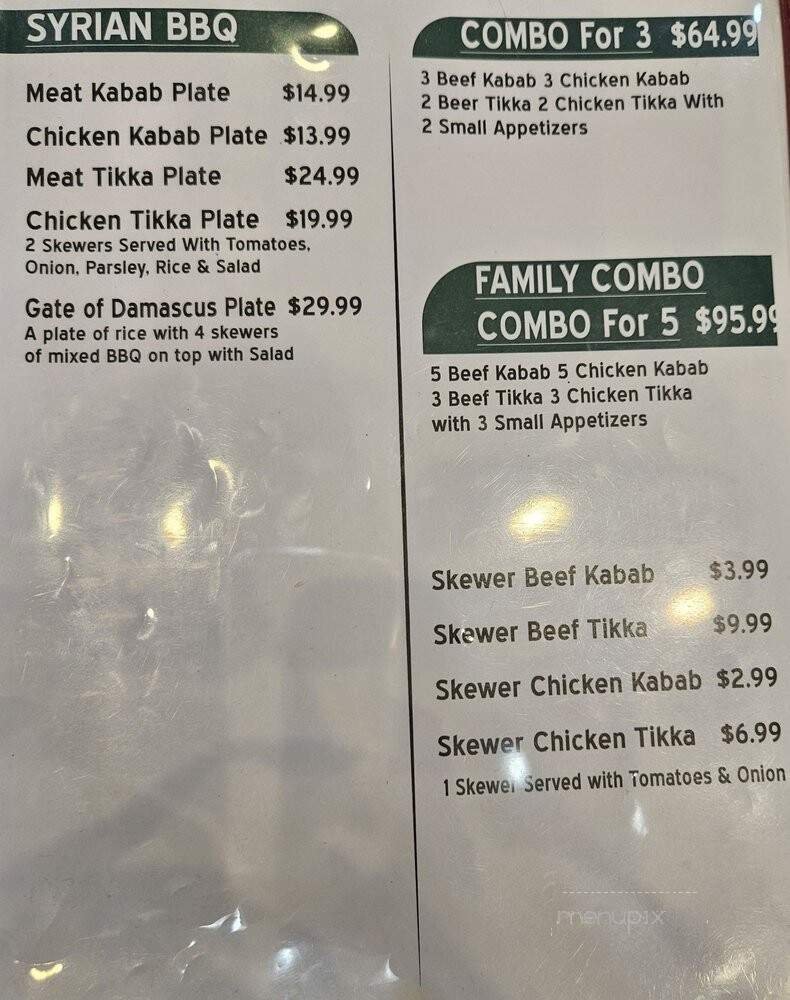 SYRIAN BBQ
Meat Kabab Plate $14.99
Chicken Kabab Plate $13.99
Meat Tikka Plate $24.99
Chicken Tikka Plate $19.99
2 Skewers Served With Tomatoes,
Onion, Parsley, Rice & Salad
Gate of Damascus Plate $29.99
A plate of rice with 4 skewers
of mixed BBQ on top with Salad
COMBO For 3 $64.99
3 Beef Kabab 3 Chicken Kabab
2 Beer Tikka 2 Chicken Tikka With
2 Small Appetizers
FAMILY COMBO
COMBO For 5 $95.99
5 Beef Kabab 5 Chicken Kabab
3 Beef Tikka 3 Chicken Tikka
with 3 Small Appetizers
Skewer Beef Kabab $3.99
Skewer Beef Tikka $9.99
Skewer Chicken Kabab $2.99
Skewer Chicken Tikka $6.99
1 Skewer Served with Tomatoes & Onion
menupix